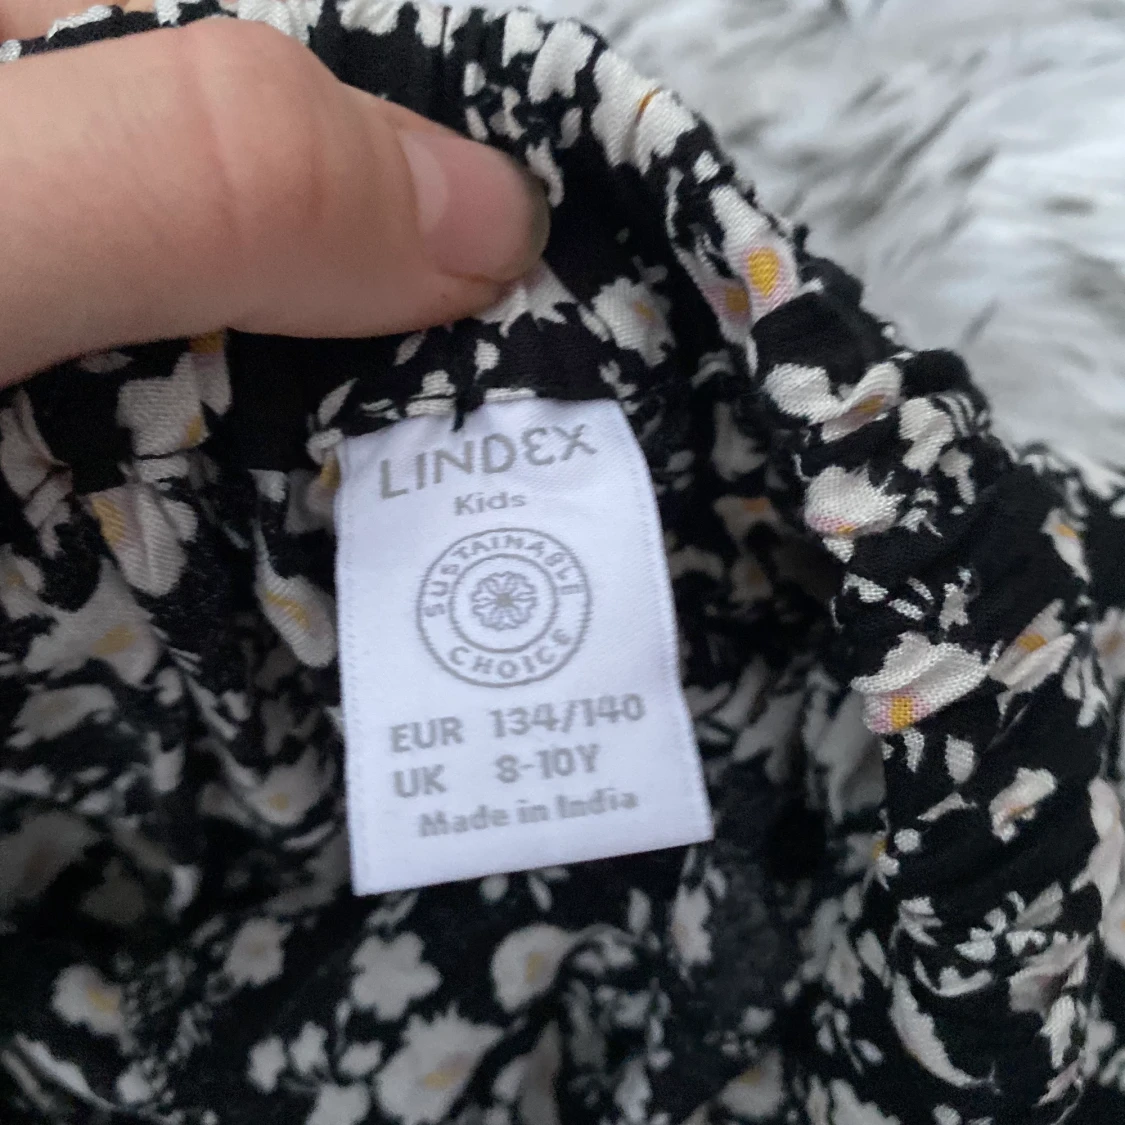 LINDEX
Kids
SUSTAINABLE
CHOICE
EUR 134/140
UK 8-10Y
Made in India